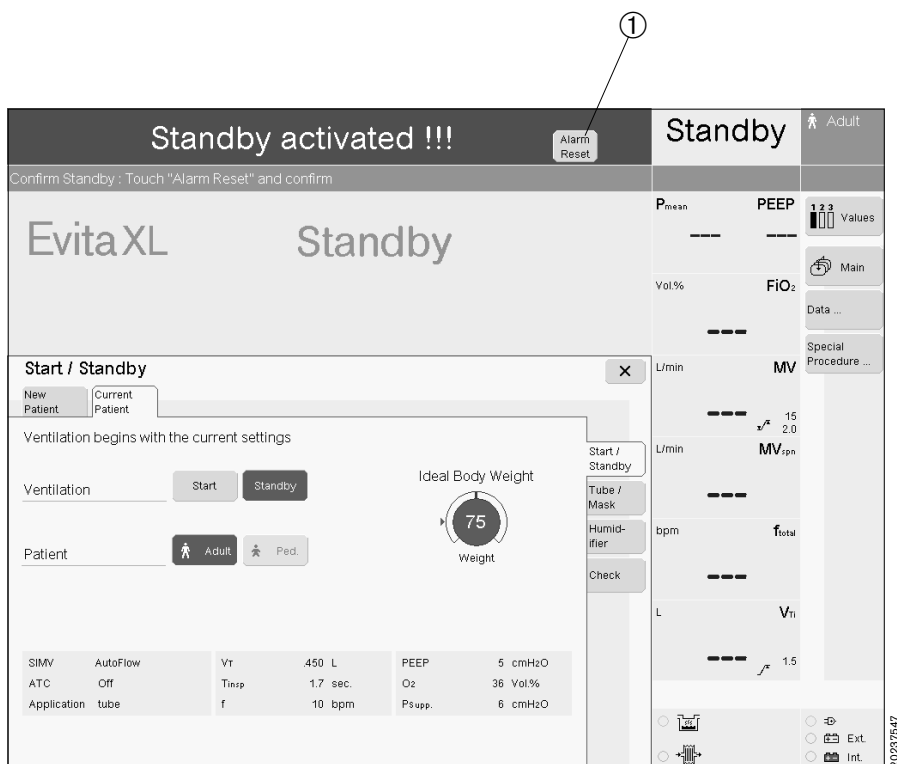 ①
Standby activated !!!
Alarm
Reset
Standby
Adult
Confirm Standby : Touch "Alarm Reset" and confirm
Evita XL
Standby
Pmean PEEP
--- ---
1 2 3
Values
Main
Vol.% FiO2
---
Data ...
Special
Procedure ...
Start / Standby
×
New
Patient
Current
Patient
L/min MV
--- 15
2.0
Ventilation begins with the current settings
Start /
Standby
L/min MVspn
---
Ventilation
Start
Standby
Ideal Body Weight
75
Weight
Tube /
Mask
Humid-
ifier
bpm ftotal
---
Patient
Adult
Ped.
Check
L VTi
--- 1.5
SIMV AutoFlow VT .450 L PEEP 5 cmH2O
ATC Off Tinsp 1.7 sec. O2 36 Vol.%
Application tube f 10 bpm Psupp. 6 cmH2O
Ext.
Int.
20237547